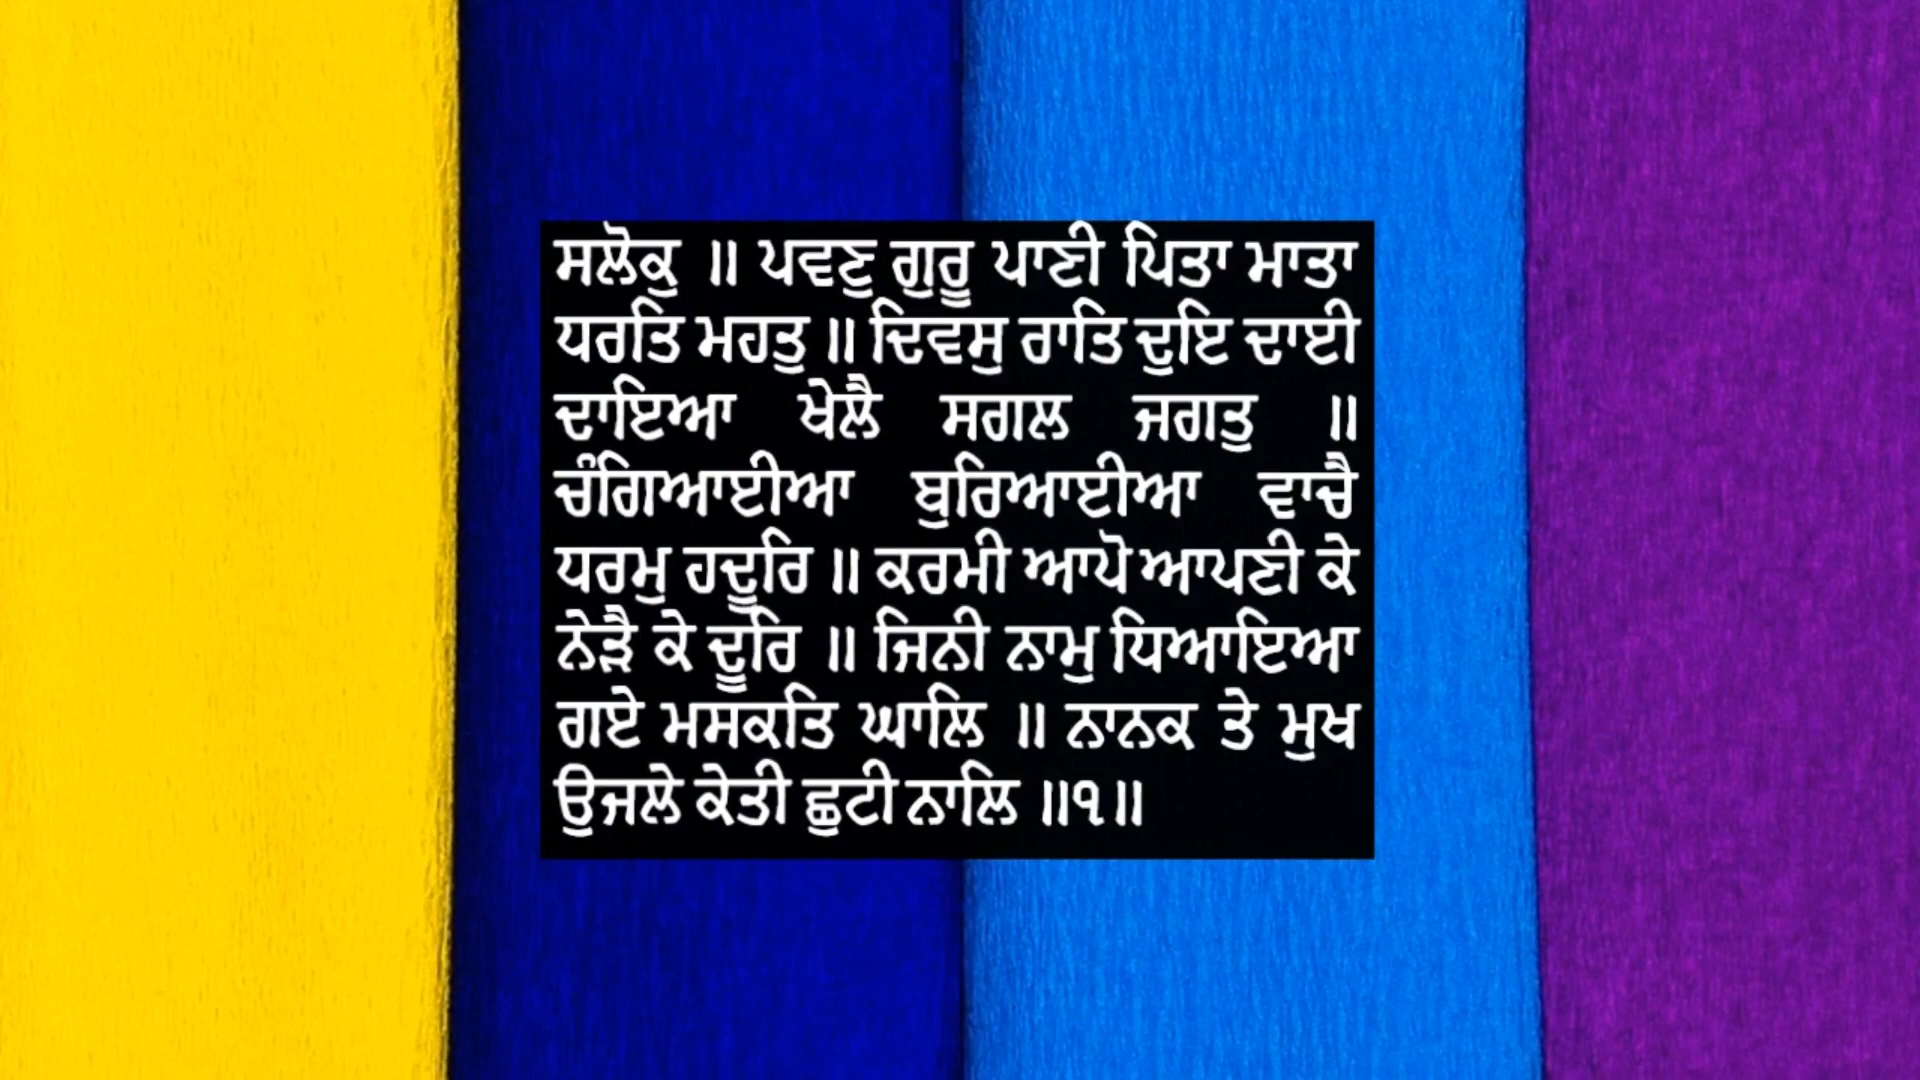 ਸਲੋਕੁ ॥ ਪਵਣੁ ਗੁਰੂ ਪਾਣੀ ਪਿਤਾ ਮਾਤਾ
ਧਰਤਿ ਮਹਤੁ ॥ ਦਿਵਸੁ ਰਾਤਿ ਦੁਇ ਦਾਈ
ਦਾਇਆ ਖੇਲੈ ਸਗਲ ਜਗਤੁ ॥
ਚੰਗਿਆਈਆ ਬੁਰਿਆਈਆ ਵਾਚੈ
ਧਰਮੁ ਹਦੂਰਿ ॥ ਕਰਮੀ ਆਪੋ ਆਪਣੀ ਕੇ
ਨੇੜੈ ਕੇ ਦੂਰਿ ॥ ਜਿਨੀ ਨਾਮੁ ਧਿਆਇਆ
ਗਏ ਮਸਕਤਿ ਘਾਲਿ ॥ ਨਾਨਕ ਤੇ ਮੁਖ
ਉਜਲੇ ਕੇਤੀ ਛੁਟੀ ਨਾਲਿ ॥੧॥